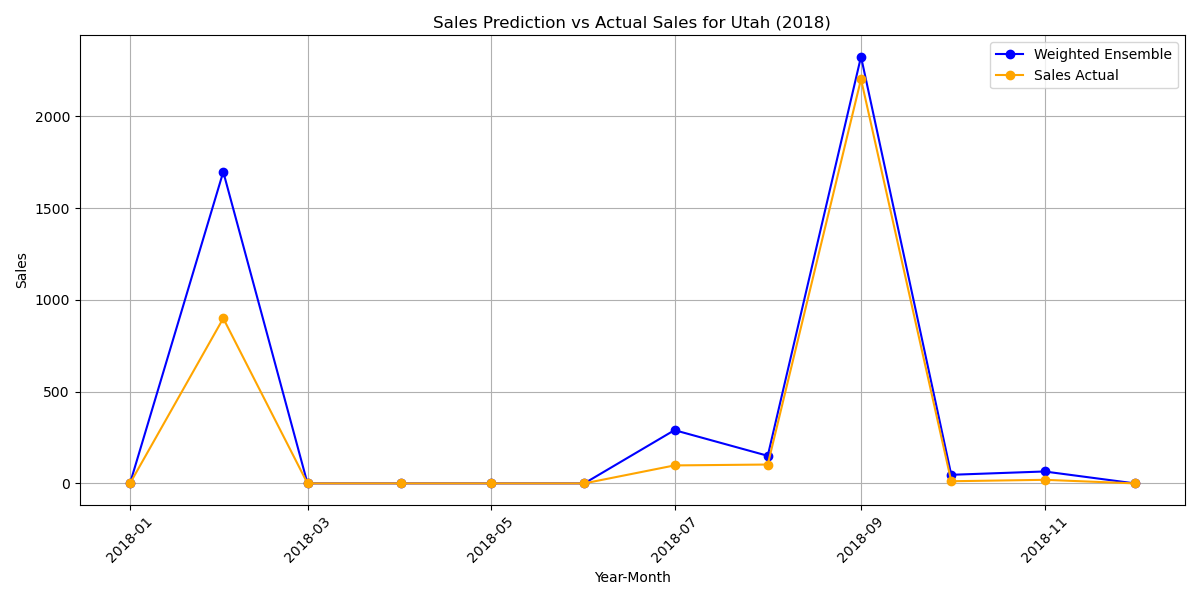 Sales Prediction vs Actual Sales for Utah (2018)
Weighted Ensemble
Sales Actual
2000
1500
1000
500
0
Sales
2018-01
2018-03
2018-05
2018-07
2018-09
2018-11
Year-Month